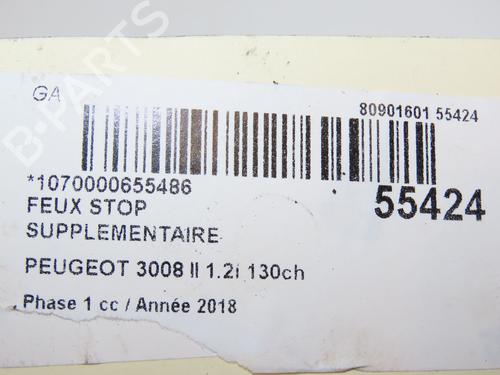 GA
80901601 55424
*1070000655486
55424
FEUX STOP
SUPPLEMENTAIRE
PEUGEOT 3008 II 1.2i 130ch
Phase 1 cc / Année 2018
B-PARTS